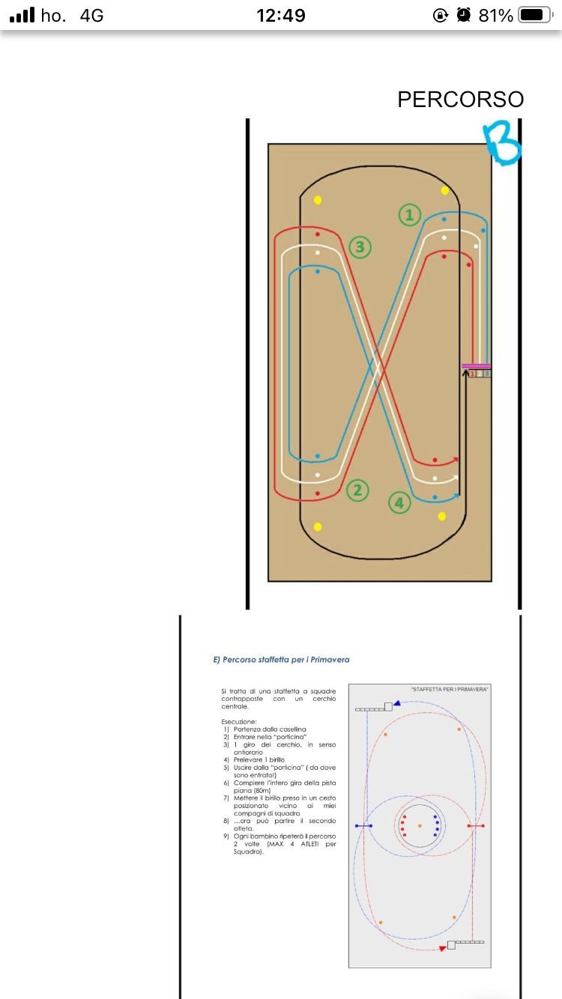 ho. 4G 12:49 81%
PERCORSO
B
1
3
1 2 3
2
4
E) Percorso staffetta per i Primavera
"STAFFETTA PER I PRIMAVERA"
Si tratta di una staffetta a squadre
contrapposte con un cerchio
centrale.
Esecuzione:
1) Partenza dalla casellina
2) Entrare nella "porticina"
3) 1 giro del cerchio, in senso
antiorario
4) Prelevare 1 birillo
5) Uscire dalla "porticina" ( da dove
sono entrato!)
6) Compiere l'intero giro della pista
piana (80m)
7) Mettere il birillo preso in un cesto
posizionato vicino ai miei
compagni di squadra
8) ...ora può partire il secondo
atleta.
9) Ogni bambino ripeterà il percorso
2 volte (MAX 4 ATLETI per
Squadra).